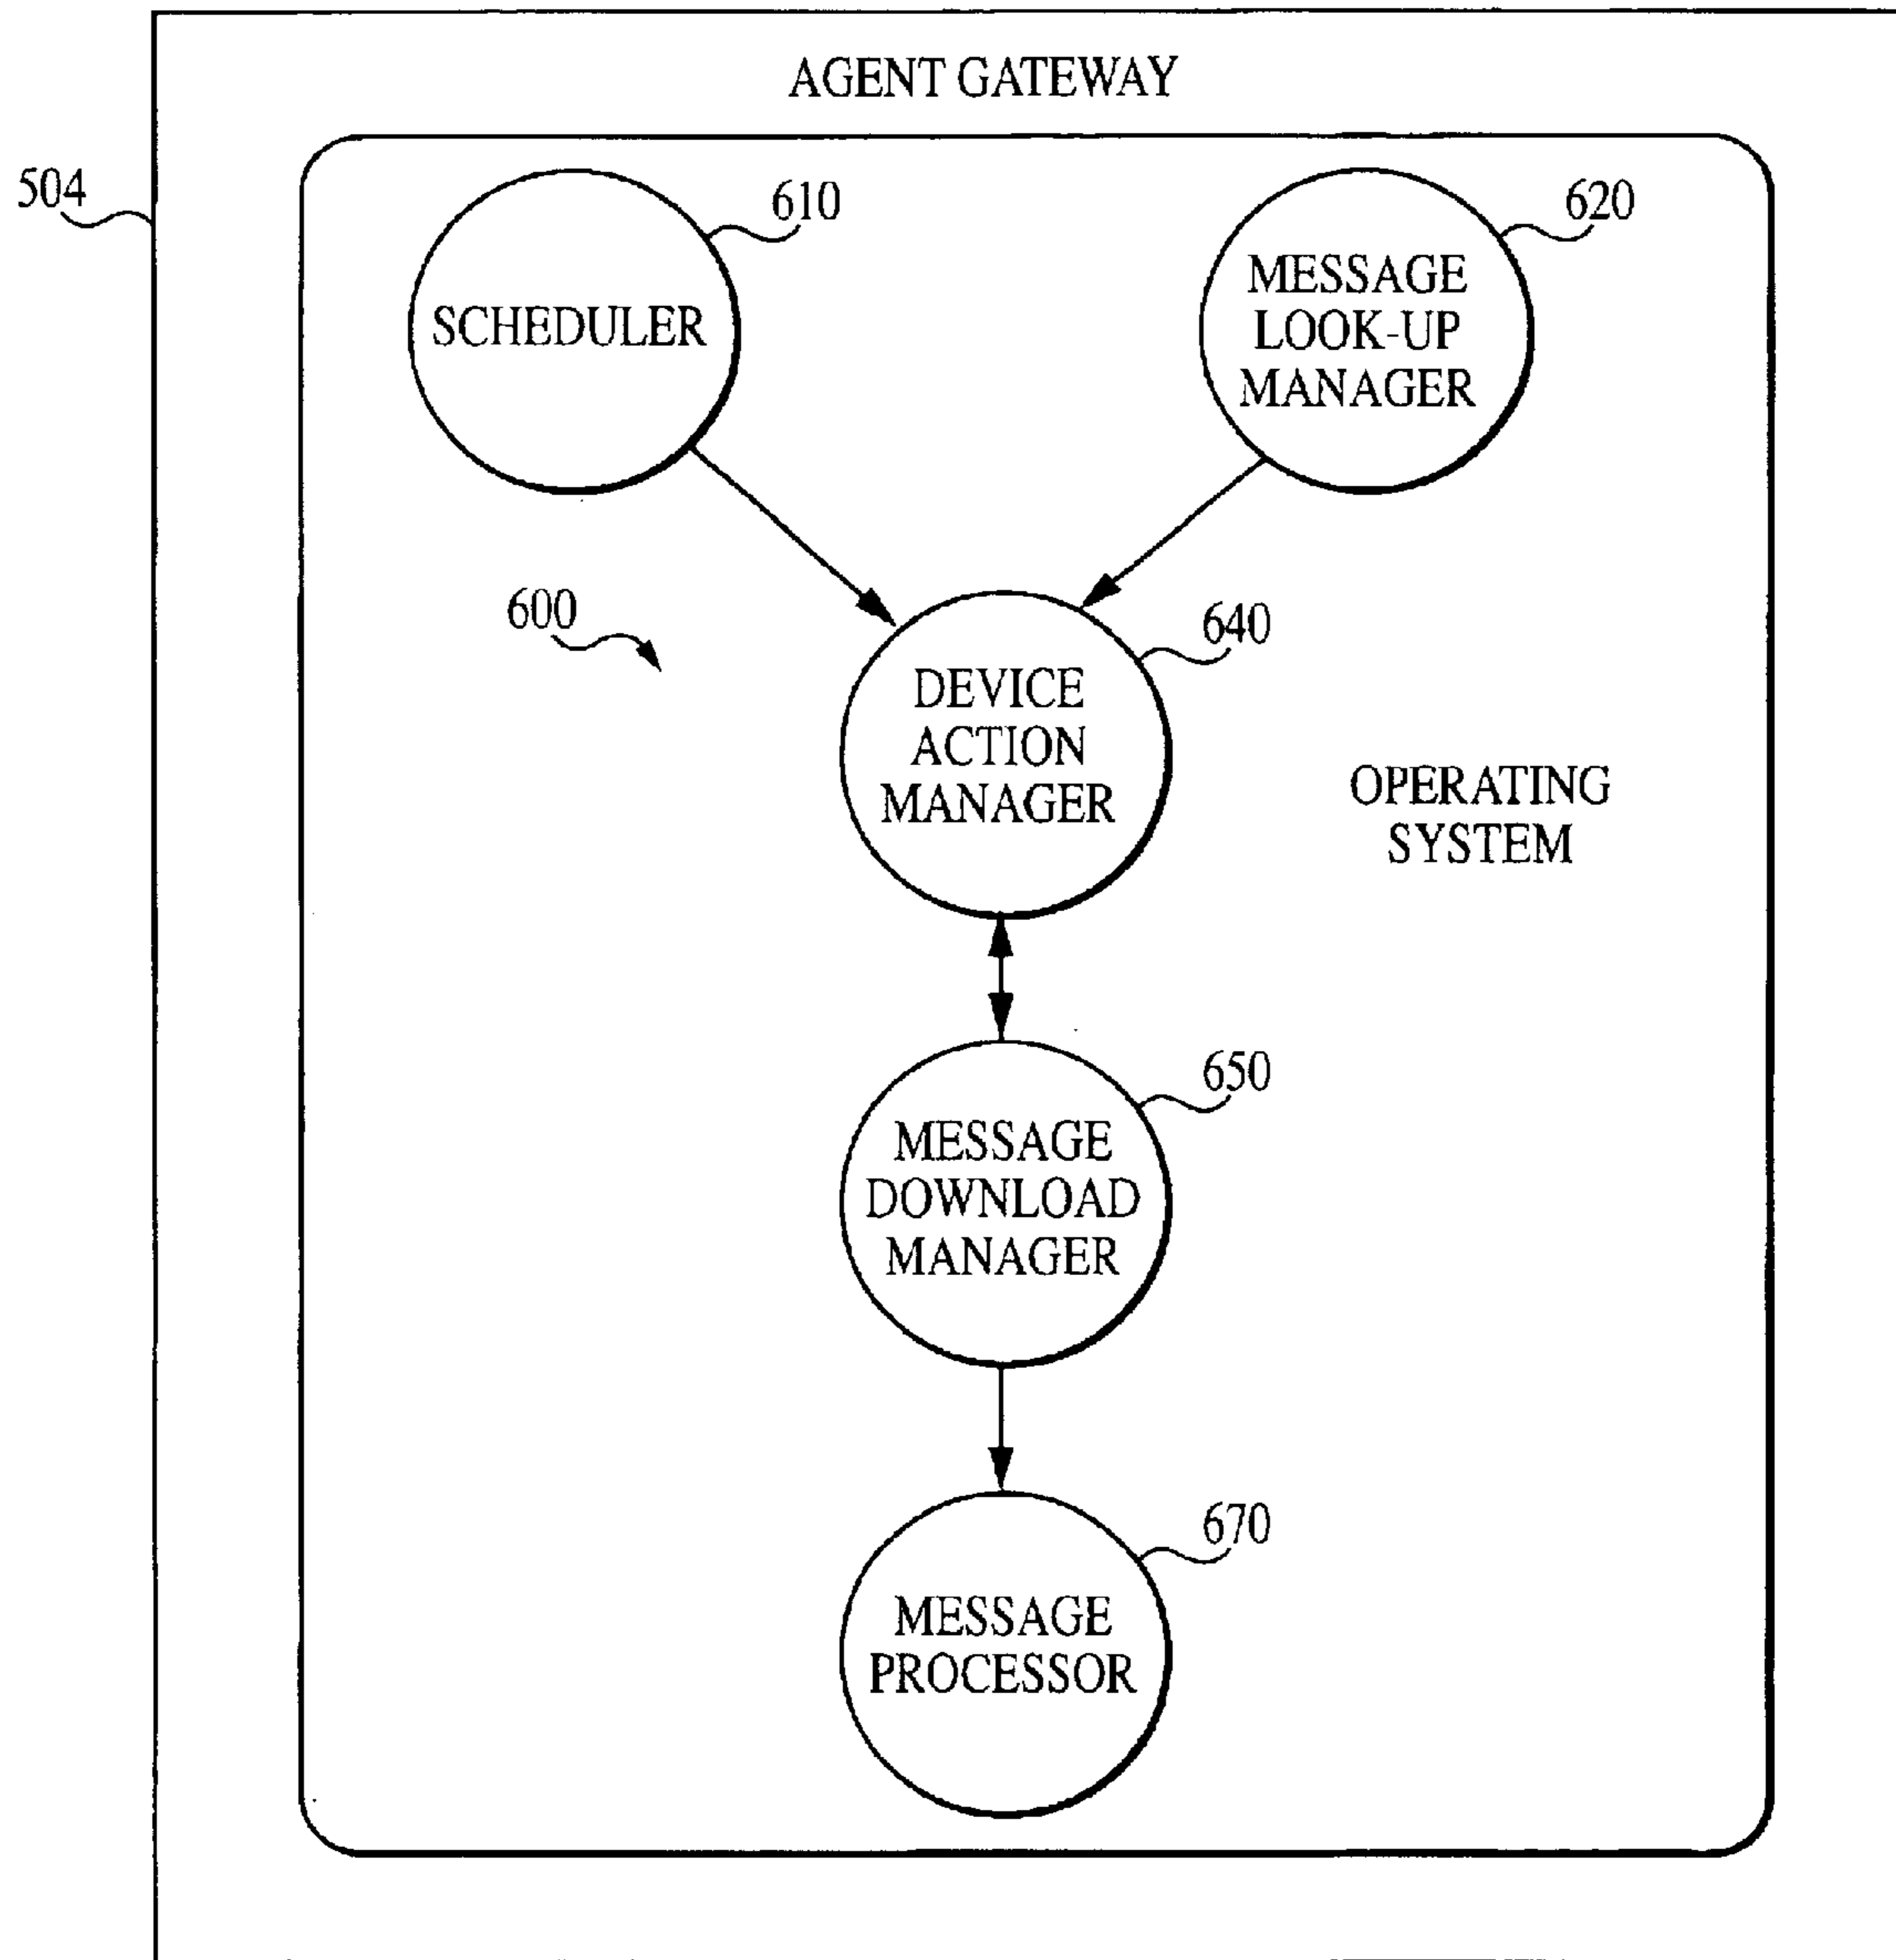 AGENT GATEWAY
504
610
620
SCHEDULER
MESSAGE
LOOK-UP
MANAGER
600
640
DEVICE
ACTION
MANAGER
OPERATING
SYSTEM
650
MESSAGE
DOWNLOAD
MANAGER
670
MESSAGE
PROCESSOR